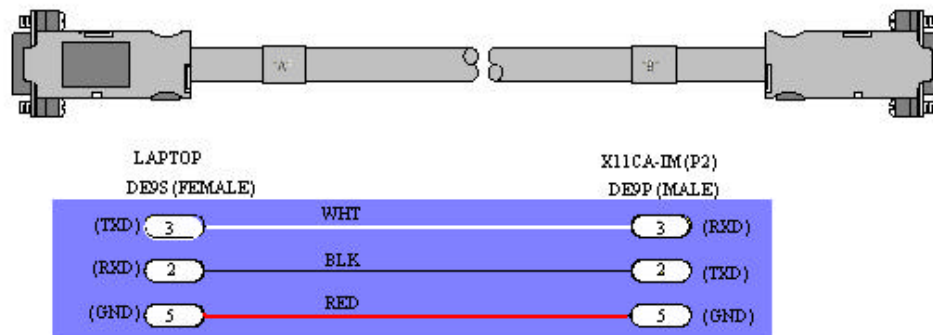 "A" "B"
LAPTOP X11CA-IM (P2)
DE9S (FEMALE) DE9P (MALE)
(TXD) 3 WHT 3 (RXD)
(RXD) 2 BLK 2 (TXD)
(GND) 5 RED 5 (GND)